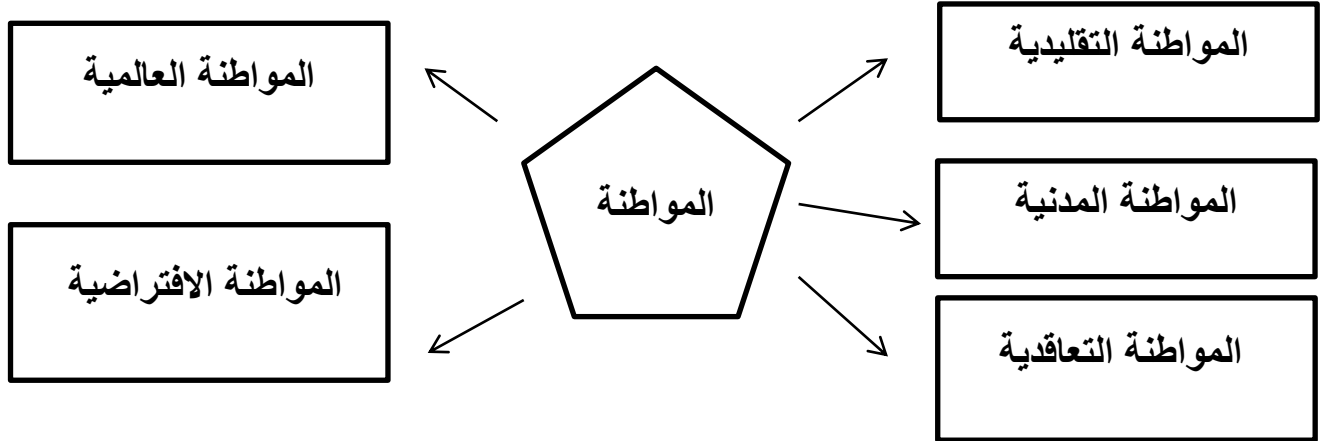 المواطنة التقليدية
المواطنة العالمية
المواطنة المدنية
المواطنة
المواطنة الافتراضية
المواطنة التعاقدية